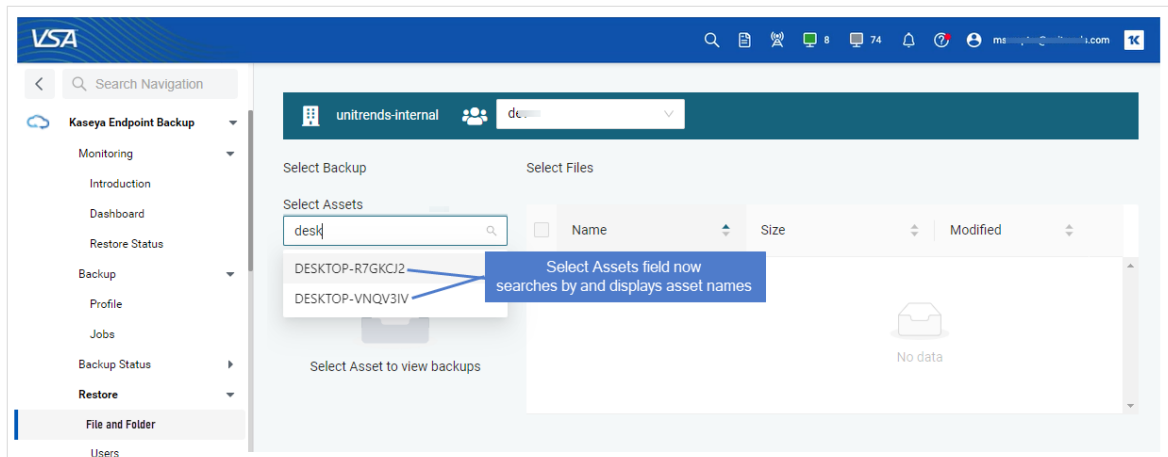 VSA
8
74
.com
Search Navigation
Kaseya Endpoint Backup
Monitoring
Introduction
Dashboard
Restore Status
Backup
Profile
Jobs
Backup Status
Restore
File and Folder
Users
unitrends-internal
Select Backup
Select Files
Select Assets
desk
Name
Size
Modified
DESKTOP-R7GKCJ2
DESKTOP-VNQV3IV
Select Assets field now
searches by and displays asset names
Select Asset to view backups
No data